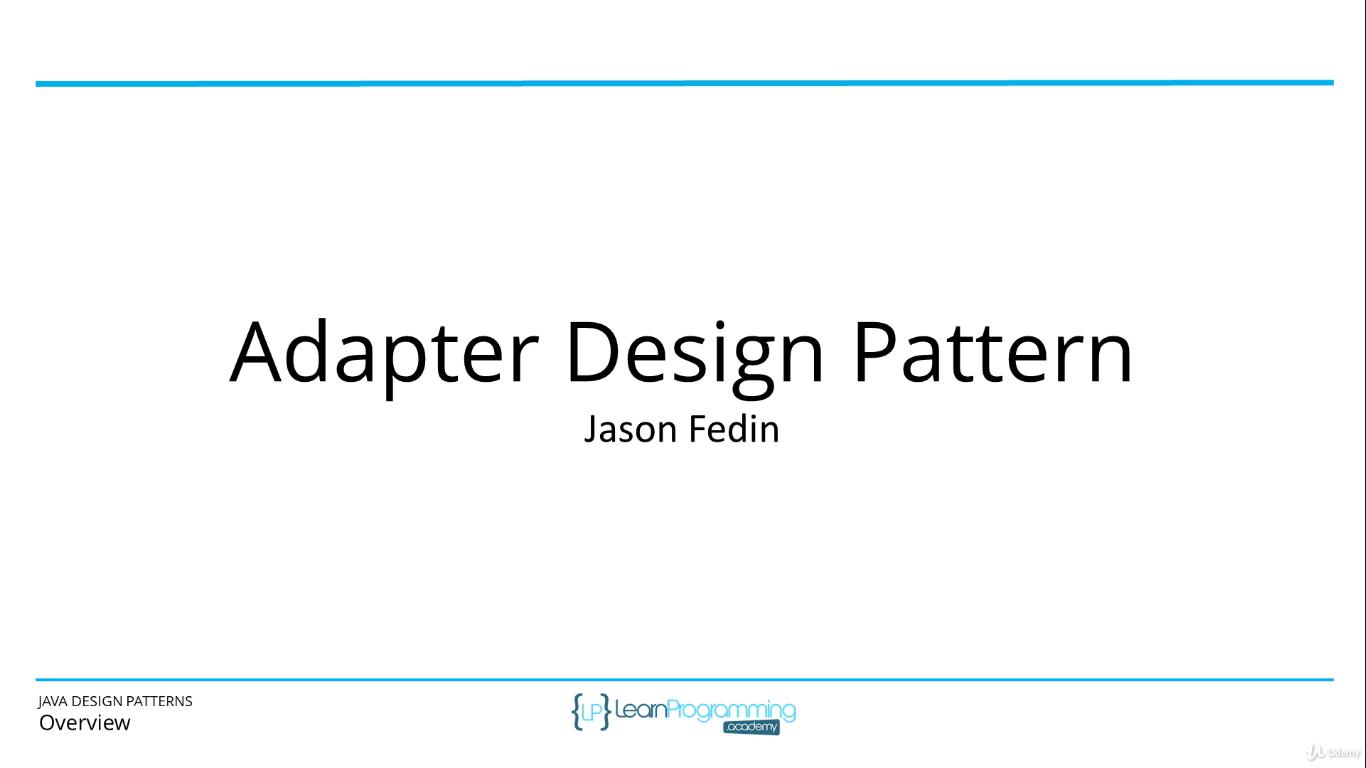 Adapter Design Pattern
Jason Fedin
JAVA DESIGN PATTERNS
Overview
{LP} LearnProgramming
.academy
Udemy